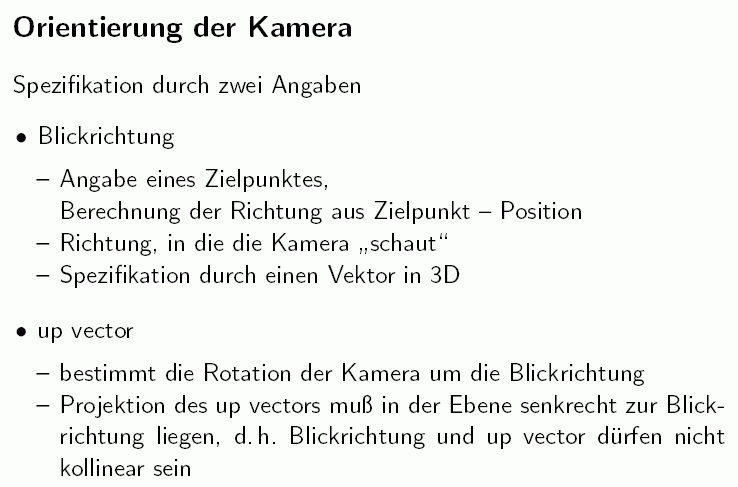 Orientierung der Kamera
Spezifikation durch zwei Angaben
• Blickrichtung
– Angabe eines Zielpunktes,
Berechnung der Richtung aus Zielpunkt – Position
– Richtung, in die die Kamera „schaut“
– Spezifikation durch einen Vektor in 3D
• up vector
– bestimmt die Rotation der Kamera um die Blickrichtung
– Projektion des up vectors muß in der Ebene senkrecht zur Blick-
richtung liegen, d. h. Blickrichtung und up vector dürfen nicht
kollinear sein